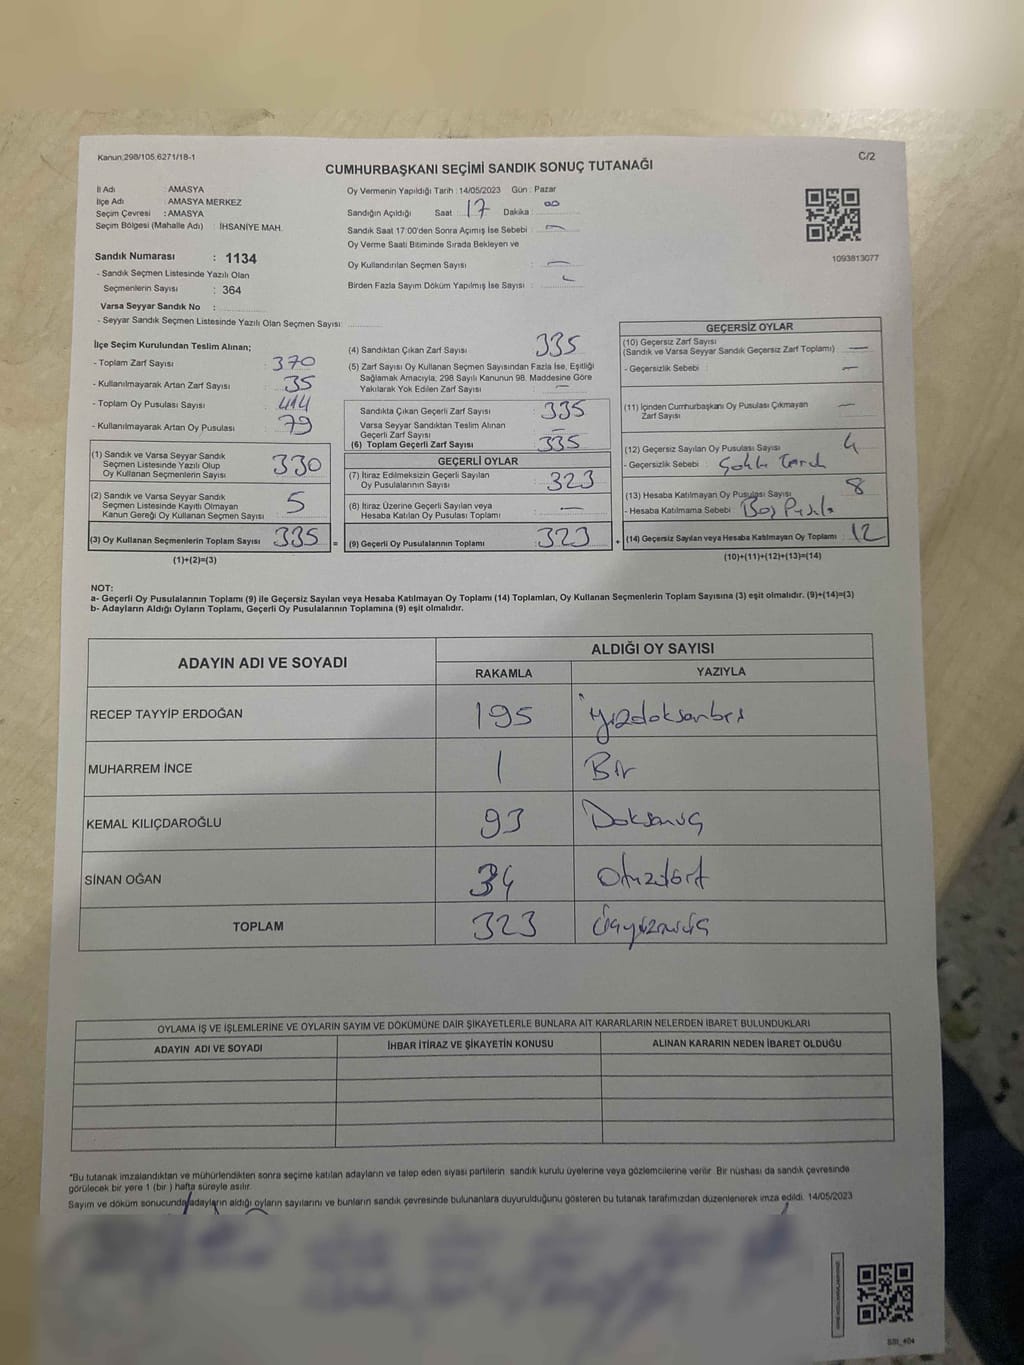 Kanun;298/105,6271/18-1
C/2
CUMHURBAŞKANI SEÇİMİ SANDIK SONUÇ TUTANAĞI
İl Adı : AMASYA
İlçe Adı : AMASYA MERKEZ
Seçim Çevresi : AMASYA
Seçim Bölgesi (Mahalle Adı) : İHSANİYE MAH.
Sandık Numarası : 1134
- Sandık Seçmen Listesinde Yazılı Olan
Seçmenlerin Sayısı : 364
Varsa Seyyar Sandık No :
- Seyyar Sandık Seçmen Listesinde Yazılı Olan Seçmen Sayısı:
Oy Vermenin Yapıldığı Tarih : 14/05/2023 Gün : Pazar
Sandığın Açıldığı Saat : 17 Dakika : 00
Sandık Saat 17:00'den Sonra Açımış İse Sebebi : —
Oy Verme Saati Bitiminde Sırada Bekleyen ve
Oy Kullandırılan Seçmen Sayısı : —
Birden Fazla Sayım Döküm Yapılmış İse Sayısı :
1093813077
İlçe Seçim Kurulundan Teslim Alınan;
- Toplam Zarf Sayısı : 370
- Kullanılmayarak Artan Zarf Sayısı : 35
- Toplam Oy Pusulası Sayısı : 414
- Kullanılmayarak Artan Oy Pusulası : 79
(1) Sandık ve Varsa Seyyar Sandık
Seçmen Listesinde Yazılı Olup
Oy Kullanan Seçmenlerin Sayısı : 330
(2) Sandık ve Varsa Seyyar Sandık
Seçmen Listesinde Kayıtlı Olmayan
Kanun Gereği Oy Kullanan Seçmen Sayısı : 5
(3) Oy Kullanan Seçmenlerin Toplam Sayısı : 335 =
(1)+(2)=(3)
(4) Sandıktan Çıkan Zarf Sayısı : 335
(5) Zarf Sayısı Oy Kullanan Seçmen Sayısından Fazla İse, Eşitliği
Sağlamak Amacıyla, 298 Sayılı Kanunun 98. Maddesine Göre
Yakılarak Yok Edilen Zarf Sayısı : —
Sandıkta Çıkan Geçerli Zarf Sayısı : 335
Varsa Seyyar Sandıktan Teslim Alınan
Geçerli Zarf Sayısı : —
(6) Toplam Geçerli Zarf Sayısı : 335
GEÇERLİ OYLAR
(7) İtiraz Edilmeksizin Geçerli Sayılan
Oy Pusulalarının Sayısı : 323
(8) İtiraz Üzerine Geçerli Sayılan veya
Hesaba Katılan Oy Pusulası Toplamı : —
(9) Geçerli Oy Pusulalarının Toplamı : 323 +
GEÇERSİZ OYLAR
(10) Geçersiz Zarf Sayısı
(Sandık ve Varsa Seyyar Sandık Geçersiz Zarf Toplamı) : —
- Geçersizlik Sebebi : —
(11) İçinden Cumhurbaşkanı Oy Pusulası Çıkmayan
Zarf Sayısı : —
(12) Geçersiz Sayılan Oy Pusulası Sayısı : 4
- Geçersizlik Sebebi :
(13) Hesaba Katılmayan Oy Pusulası Sayısı : 8
- Hesaba Katılmama Sebebi : Boş Pusula
(14) Geçersiz Sayılan veya Hesaba Katılmayan Oy Toplamı : 12
(10)+(11)+(12)+(13)=(14)
NOT:
a- Geçerli Oy Pusulalarının Toplamı (9) ile Geçersiz Sayılan veya Hesaba Katılmayan Oy Toplamı (14) Toplamları, Oy Kullanan Seçmenlerin Toplam Sayısına (3) eşit olmalıdır. (9)+(14)=(3)
b- Adayların Aldığı Oyların Toplamı, Geçerli Oy Pusulalarının Toplamına (9) eşit olmalıdır.
ADAYIN ADI VE SOYADI
ALDIĞI OY SAYISI
RAKAMLA YAZIYLA
RECEP TAYYİP ERDOĞAN 195 Yüzdoksanbeş
MUHARREM İNCE 1 Bir
KEMAL KILIÇDAROĞLU 93 Doksanüç
SİNAN OĞAN 34 Otuzdört
TOPLAM 323 Üçyüzyirmiüç
OYLAMA İŞ VE İŞLEMLERİNE VE OYLARIN SAYIM VE DÖKÜMÜNE DAİR ŞİKAYETLERLE BUNLARA AİT KARARLARIN NELERDEN İBARET BULUNDUKLARI
ADAYIN ADI VE SOYADI İHBAR İTİRAZ VE ŞİKAYETİN KONUSU ALINAN KARARIN NEDEN İBARET OLDUĞU
*Bu tutanak imzalandıktan ve mühürlendikten sonra seçime katılan adayların ve talep eden siyasi partilerin sandık kurulu üyelerine veya gözlemcilerine verilir. Bir nüshası da sandık çevresinde
görülecek bir yere 1 (bir ) hafta süreyle asılır.
Sayım ve döküm sonucunda adayların aldığı oyların sayılarını ve bunların sandık çevresinde bulunanlara duyurulduğunu gösteren bu tutanak tarafımızdan düzenlenerek imza edildi. 14/05/2023